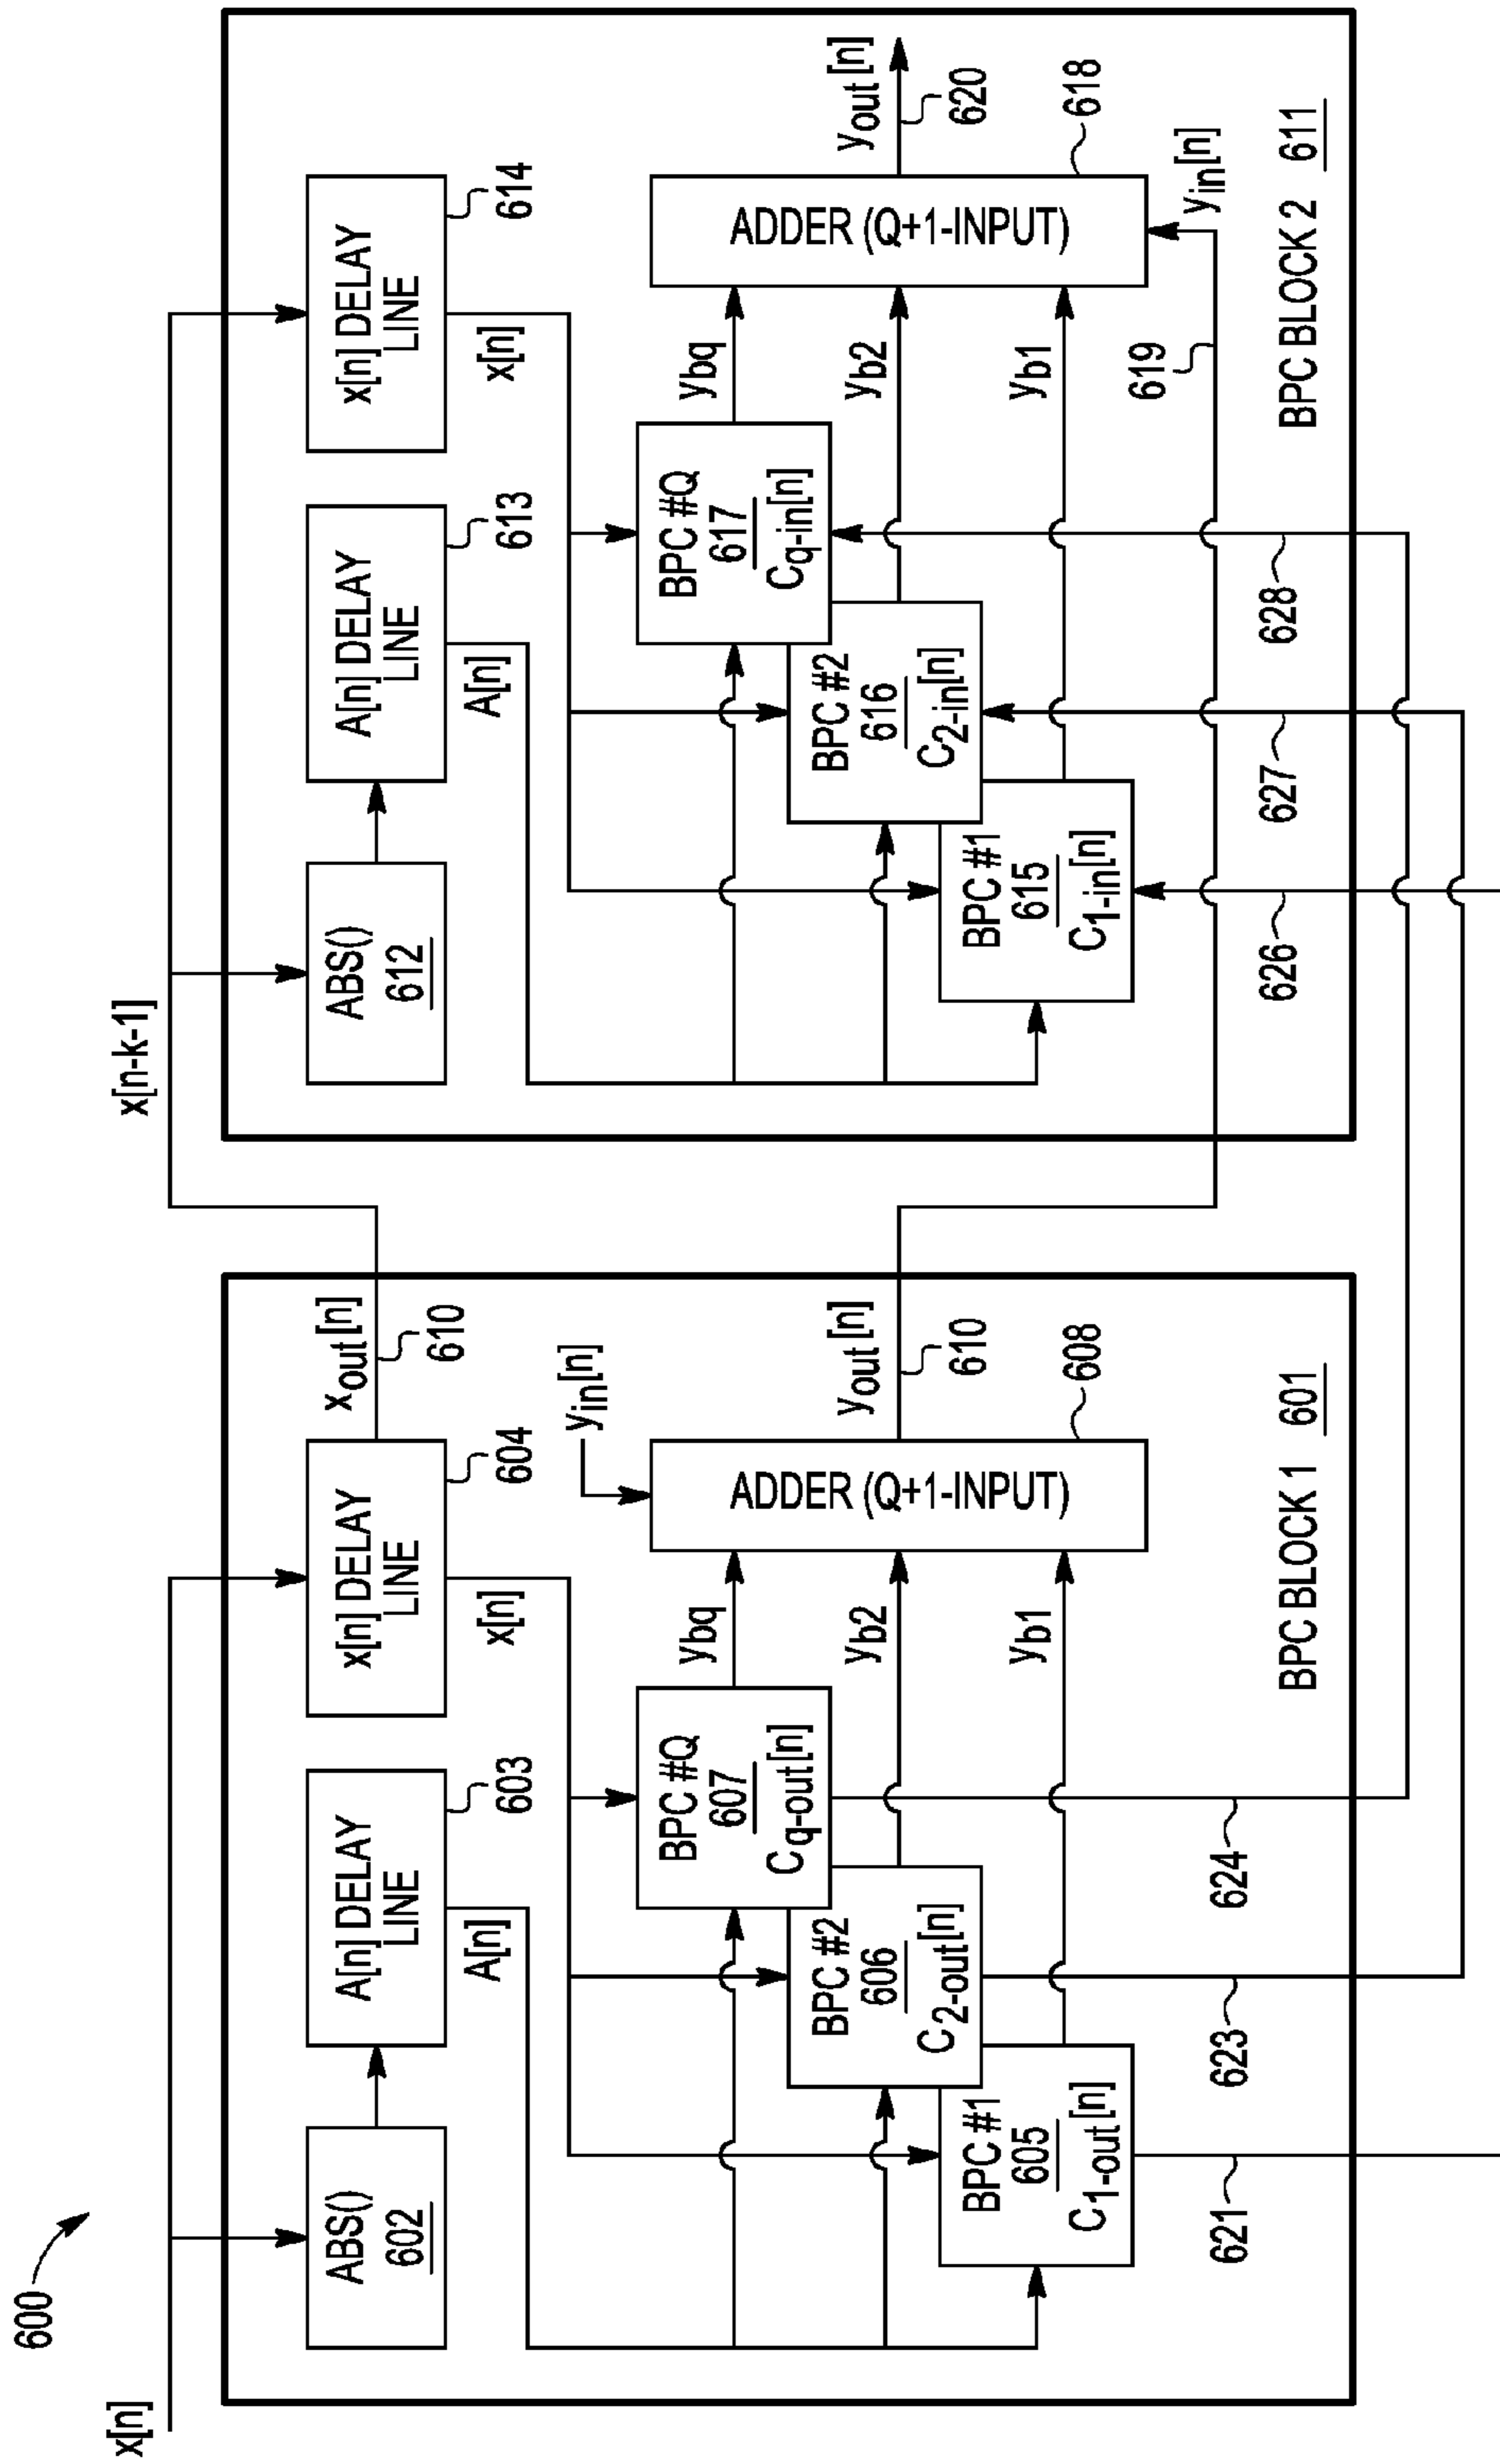 600
x[n]
ABS()
602
A[n] DELAY
LINE
603
x[n] DELAY
LINE
604
xout[n]
610
A[n]
x[n]
yin[n]
BPC #Q
607
Cq-out[n]
BPC #2
606
C2-out[n]
BPC #1
605
C1-out[n]
ybq
yb2
yb1
ADDER (Q+1-INPUT)
608
yout[n]
610
621
623
624
BPC BLOCK 1 601
x[n-k-1]
ABS()
612
A[n] DELAY
LINE
613
x[n] DELAY
LINE
614
A[n]
x[n]
BPC #Q
617
Cq-in[n]
BPC #2
616
C2-in[n]
BPC #1
615
C1-in[n]
ybq
yb2
yb1
ADDER (Q+1-INPUT)
618
yout[n]
620
yin[n]
619
626
627
628
BPC BLOCK 2 611